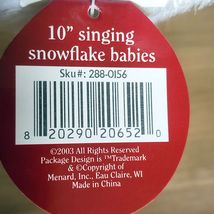 10" singing
snowflake babies
Sku#: 288-0156
8 20290 20652 0
©2003 All Rights Reserved
Package Design is ™Trademark
& ©Copyright of
Menard, Inc., Eau Claire, WI
Made in China